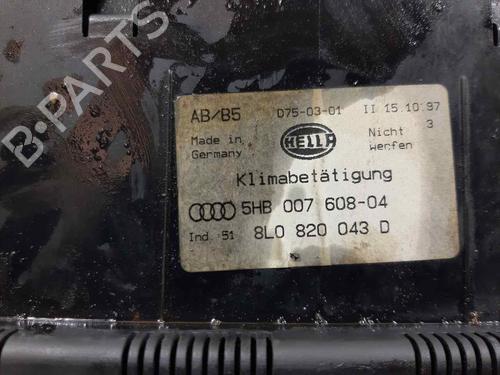 B-PARTS
AB/B5 D75-03-01 II 15.10.97
Made in Germany HELLA Nicht werfen 3
Klimabetätigung
5HB 007 608-04
Ind. 51 8L0 820 043 D